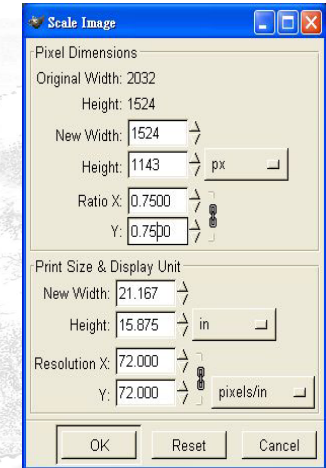 Scale Image
Pixel Dimensions
Original Width: 2032
Height: 1524
New Width: 1524
Height: 1143 px
Ratio X: 0.7500
Y: 0.7500
Print Size & Display Unit
New Width: 21.167
Height: 15.875 in
Resolution X: 72.000
Y: 72.000 pixels/in
OK Reset Cancel